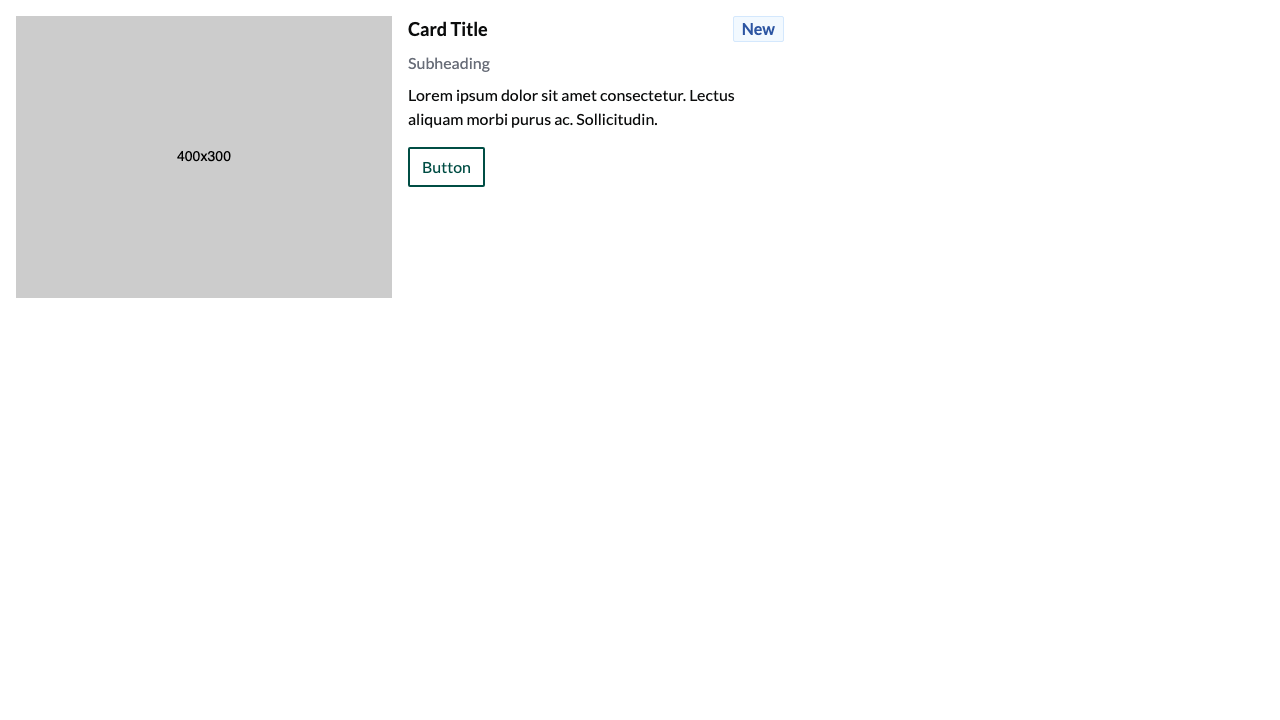 400x300
Card Title
New
Subheading
Lorem ipsum dolor sit amet consectetur. Lectus
aliquam morbi purus ac. Sollicitudin.
Button